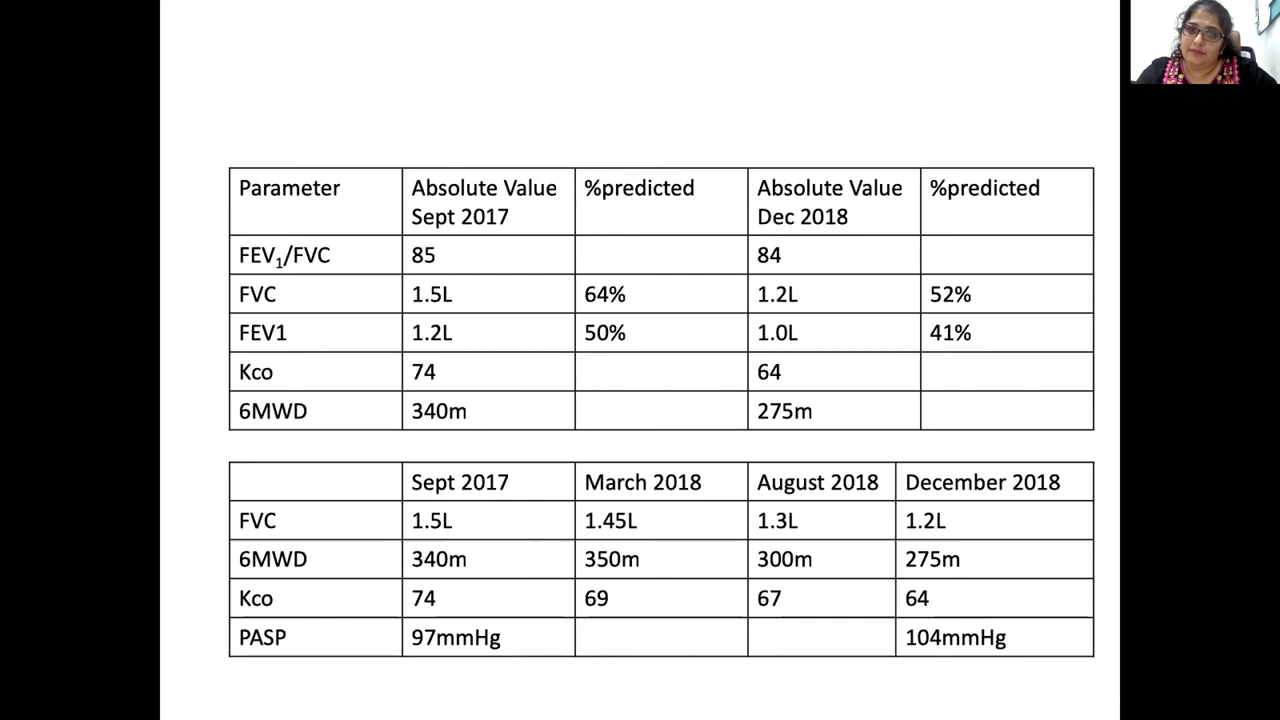 Parameter Absolute Value %predicted Absolute Value %predicted
Sept 2017 Dec 2018
FEV₁/FVC 85 84
FVC 1.5L 64% 1.2L 52%
FEV1 1.2L 50% 1.0L 41%
Kco 74 64
6MWD 340m 275m
Sept 2017 March 2018 August 2018 December 2018
FVC 1.5L 1.45L 1.3L 1.2L
6MWD 340m 350m 300m 275m
Kco 74 69 67 64
PASP 97mmHg 104mmHg